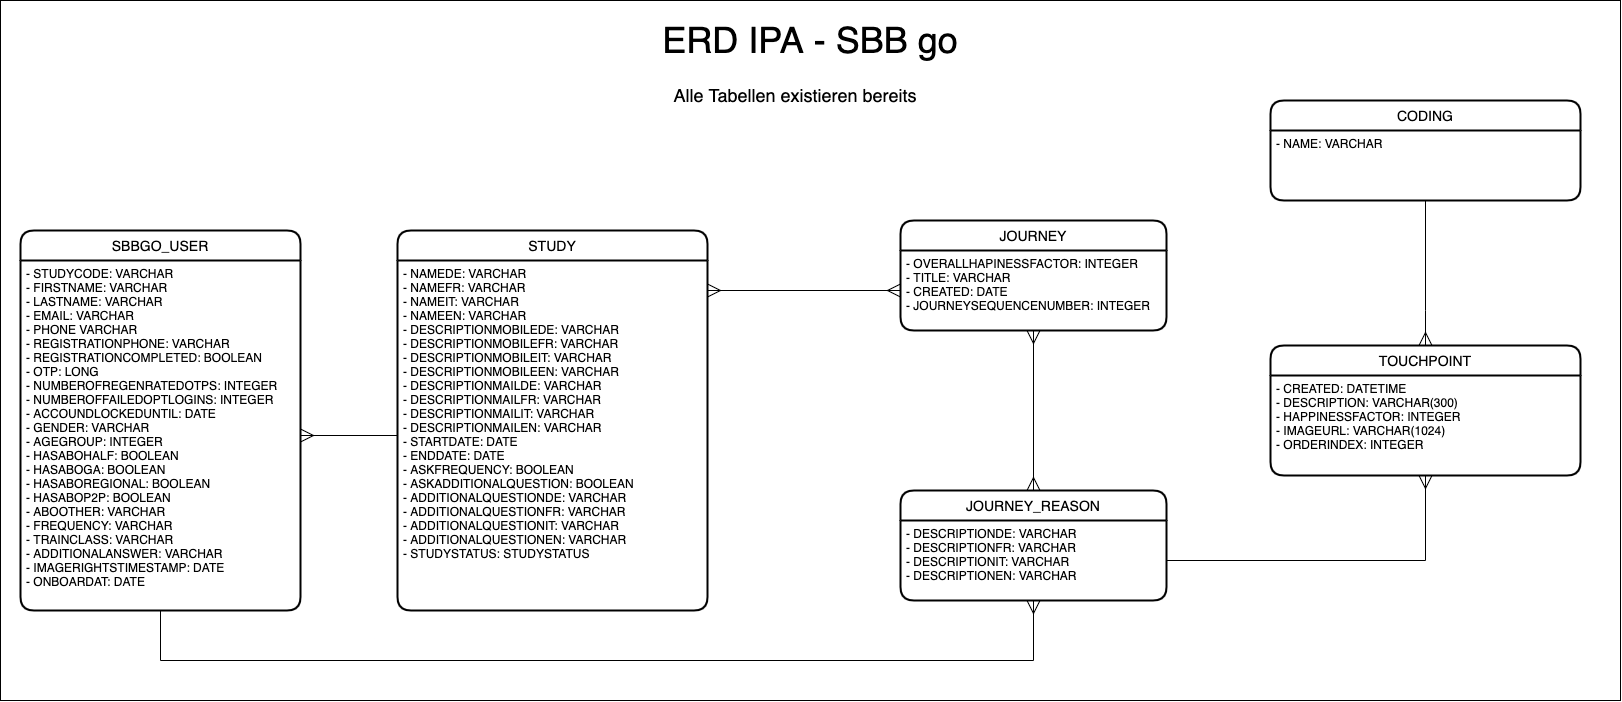 ERD IPA - SBB go
Alle Tabellen existieren bereits
SBBGO_USER
- STUDYCODE: VARCHAR
- FIRSTNAME: VARCHAR
- LASTNAME: VARCHAR
- EMAIL: VARCHAR
- PHONE VARCHAR
- REGISTRATIONPHONE: VARCHAR
- REGISTRATIONCOMPLETED: BOOLEAN
- OTP: LONG
- NUMBEROFREGENRATEDOTPS: INTEGER
- NUMBEROFFAILEDOPTLOGINS: INTEGER
- ACCOUNDLOCKEDUNTIL: DATE
- GENDER: VARCHAR
- AGEGROUP: INTEGER
- HASABOHALF: BOOLEAN
- HASABOGA: BOOLEAN
- HASABOREGIONAL: BOOLEAN
- HASABOP2P: BOOLEAN
- ABOOTHER: VARCHAR
- FREQUENCY: VARCHAR
- TRAINCLASS: VARCHAR
- ADDITIONALANSWER: VARCHAR
- IMAGERIGHTSTIMESTAMP: DATE
- ONBOARDAT: DATE
STUDY
- NAMEDE: VARCHAR
- NAMEFR: VARCHAR
- NAMEIT: VARCHAR
- NAMEEN: VARCHAR
- DESCRIPTIONMOBILEDE: VARCHAR
- DESCRIPTIONMOBILEFR: VARCHAR
- DESCRIPTIONMOBILEIT: VARCHAR
- DESCRIPTIONMOBILEEN: VARCHAR
- DESCRIPTIONMAILDE: VARCHAR
- DESCRIPTIONMAILFR: VARCHAR
- DESCRIPTIONMAILIT: VARCHAR
- DESCRIPTIONMAILEN: VARCHAR
- STARTDATE: DATE
- ENDDATE: DATE
- ASKFREQUENCY: BOOLEAN
- ASKADDITIONALQUESTION: BOOLEAN
- ADDITIONALQUESTIONDE: VARCHAR
- ADDITIONALQUESTIONFR: VARCHAR
- ADDITIONALQUESTIONIT: VARCHAR
- ADDITIONALQUESTIONEN: VARCHAR
- STUDYSTATUS: STUDYSTATUS
JOURNEY
- OVERALLHAPINESSFACTOR: INTEGER
- TITLE: VARCHAR
- CREATED: DATE
- JOURNEYSEQUENCENUMBER: INTEGER
JOURNEY_REASON
- DESCRIPTIONDE: VARCHAR
- DESCRIPTIONFR: VARCHAR
- DESCRIPTIONIT: VARCHAR
- DESCRIPTIONEN: VARCHAR
CODING
- NAME: VARCHAR
TOUCHPOINT
- CREATED: DATETIME
- DESCRIPTION: VARCHAR(300)
- HAPPINESSFACTOR: INTEGER
- IMAGEURL: VARCHAR(1024)
- ORDERINDEX: INTEGER